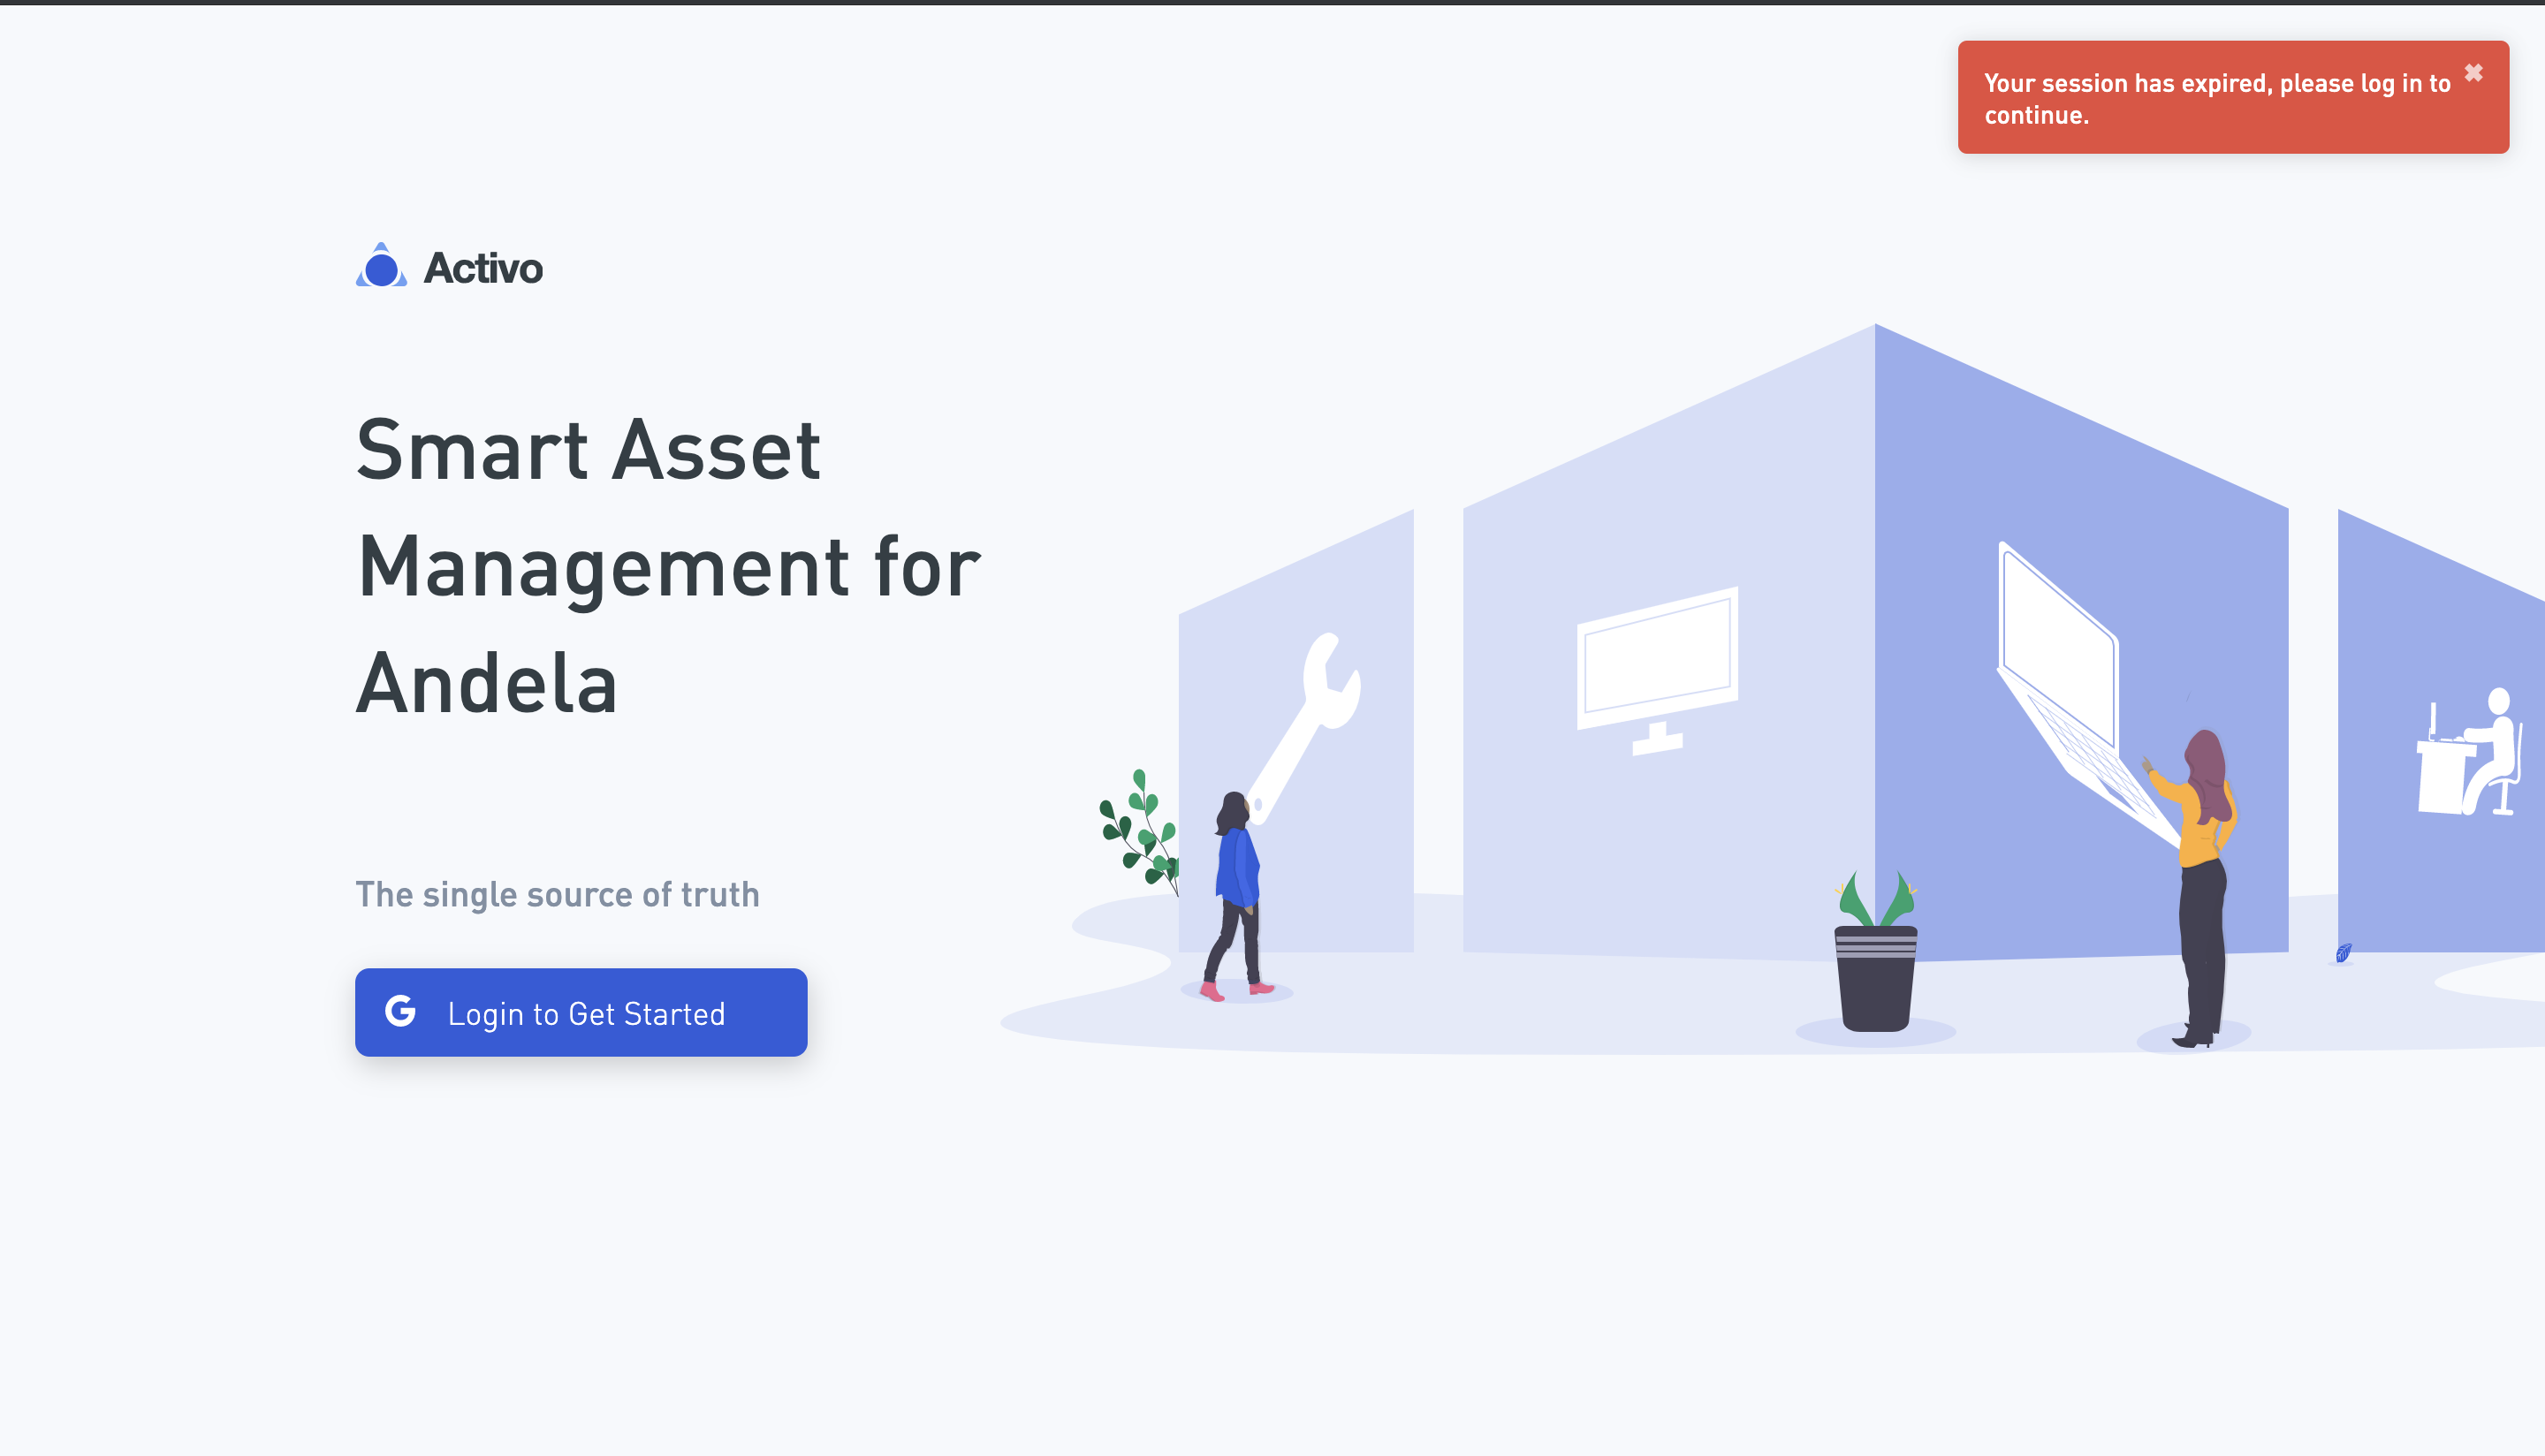 Your session has expired, please log in to
continue.
Activo
Smart Asset
Management for
Andela
The single source of truth
G Login to Get Started